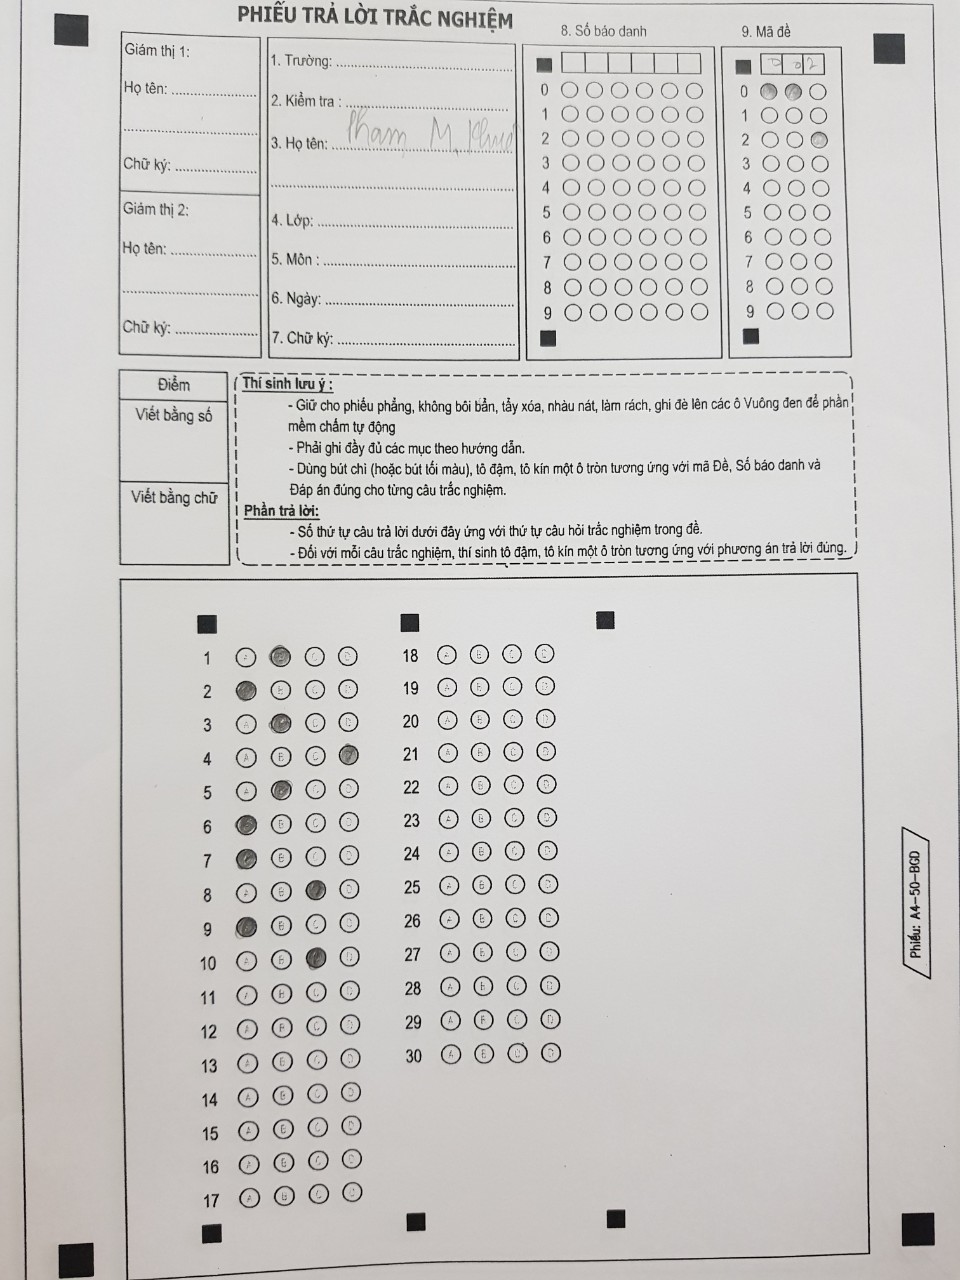 PHIẾU TRẢ LỜI TRẮC NGHIỆM
Giám thị 1:
Họ tên: ....................
....................
Chữ ký: ....................
Giám thị 2:
Họ tên: ....................
....................
Chữ ký: ....................
1. Trường: ....................
2. Kiểm tra : ....................
3. Họ tên: Phạm M.
4. Lớp: ....................
5. Môn : ....................
6. Ngày: ....................
7. Chữ ký: ....................
8. Số báo danh
0
1
2
3
4
5
6
7
8
9
9. Mã đề
0 0 2
0
1
2
3
4
5
6
7
8
9
Điểm
Viết bằng số
Viết bằng chữ
Thí sinh lưu ý :
- Giữ cho phiếu phẳng, không bôi bẩn, tẩy xóa, nhàu nát, làm rách, ghi đè lên các ô Vuông đen để phần
mềm chấm tự động
- Phải ghi đầy đủ các mục theo hướng dẫn.
- Dùng bút chì (hoặc bút tối màu), tô đậm, tô kín một ô tròn tương ứng với mã Đề, Số báo danh và
Đáp án đúng cho từng câu trắc nghiệm.
Phần trả lời:
- Số thứ tự câu trả lời dưới đây ứng với thứ tự câu hỏi trắc nghiệm trong đề.
- Đối với mỗi câu trắc nghiệm, thí sinh tô đậm, tô kín một ô tròn tương ứng với phương án trả lời đúng.
1 A C D
2 B C D
3 A C D
4 A B C
5 A C D
6 B C D
7 B C D
8 A B D
9 B C D
10 A B D
11 A B C D
12 A B C D
13 A B C D
14 A B C D
15 A B C D
16 A B C D
17 A B C D
18 A B C D
19 A B C D
20 A B C D
21 A B C D
22 A B C D
23 A B C D
24 A B C D
25 A B C D
26 A B C D
27 A B C D
28 A B C D
29 A B C D
30 A B C D
Phiếu: A4-50-BGD